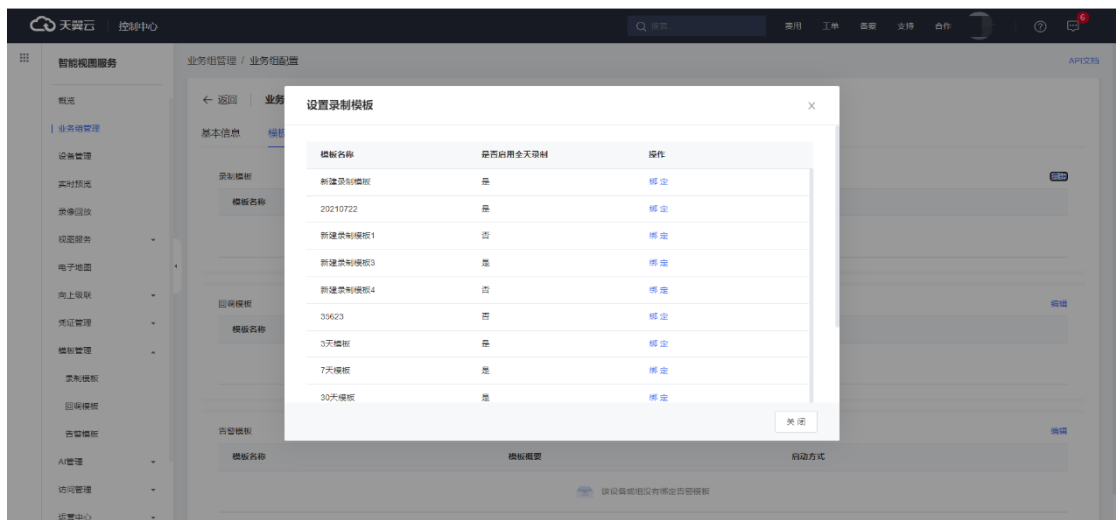 天翼云 控制中心 搜索... 费用 工单 备案 支持 合作 6
智能视图服务 业务组管理 / 业务组配置 API文档
概览 ← 返回 业务
业务组管理 基本信息 模板
设备管理
实时预览 录制模板 编辑
录像回放 模板名称
视图服务
电子地图
向上级联
凭证管理 回调模板 编辑
模板管理 模板名称
录制模板
回调模板
告警模板 告警模板 编辑
AI管理 模板名称 模板概要 启动方式
访问管理 该设备或组没有绑定告警模板
运营中心
设置录制模板 ×
模板名称 是否启用全天录制 操作
新建录制模板 是 绑定
20210722 是 绑定
新建录制模板1 否 绑定
新建录制模板3 是 绑定
新建录制模板4 否 绑定
35623 否 绑定
3天模板 是 绑定
7天模板 是 绑定
30天模板 是 绑定
关闭